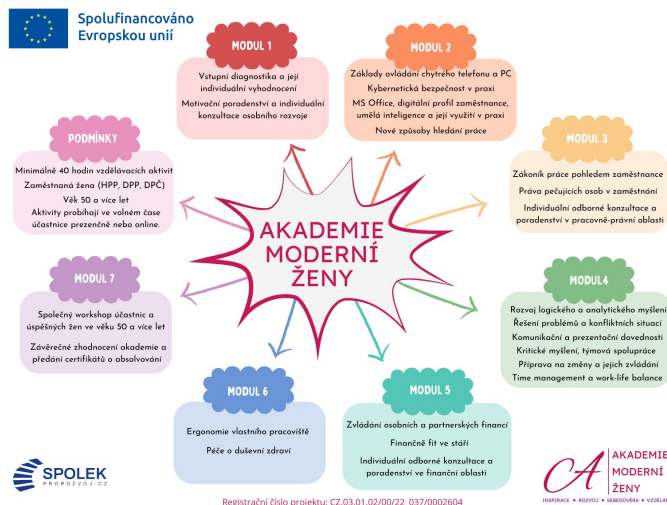 Spolufinancováno
Evropskou unií
MODUL 1
Vstupní diagnostika a její
individuální vyhodnocení
Motivační poradenství a individuální
konzultace osobního rozvoje
MODUL 2
Základy ovládání chytrého telefonu a PC
Kybernetická bezpečnost v praxi
MS Office, digitální profil zaměstnance,
umělá inteligence a její využití v praxi
Nové způsoby hledání práce
PODMÍNKY
Minimálně 40 hodin vzdělávacích aktivit
Zaměstnaná žena (HPP, DPP, DPČ)
Věk 50 a více let
Aktivity probíhají ve volném čase
účastnice prezenčně nebo online.
MODUL 3
Zákoník práce pohledem zaměstnance
Práva pečujících osob v zaměstnání
Individuální odborné konzultace a
poradenství v pracovně-právní oblasti
AKADEMIE
MODERNÍ
ŽENY
MODUL 7
Společný workshop účastnic a
úspěšných žen ve věku 50 a více let
Závěrečné zhodnocení akademie a
předání certifikátů o absolvování
MODUL4
Rozvoj logického a analytického myšlení
Řešení problémů a konfliktních situací
Komunikační a prezentační dovednosti
Kritické myšlení, týmová spolupráce
Příprava na změny a jejich zvládání
Time management a work-life balance
MODUL 6
Ergonomie vlastního pracoviště
Péče o duševní zdraví
MODUL 5
Zvládání osobních a partnerských financí
Finančně fit ve stáří
Individuální odborné konzultace a
poradenství ve finanční oblasti
SPOLEK
PROROZVOJ.CZ
CA
AKADEMIE
MODERNÍ
ŽENY
INSPIRACE • ROZVOJ • SEBEDŮVĚRA •
Registrační číslo projektu: CZ.03.01.02/00/22_037/0002604